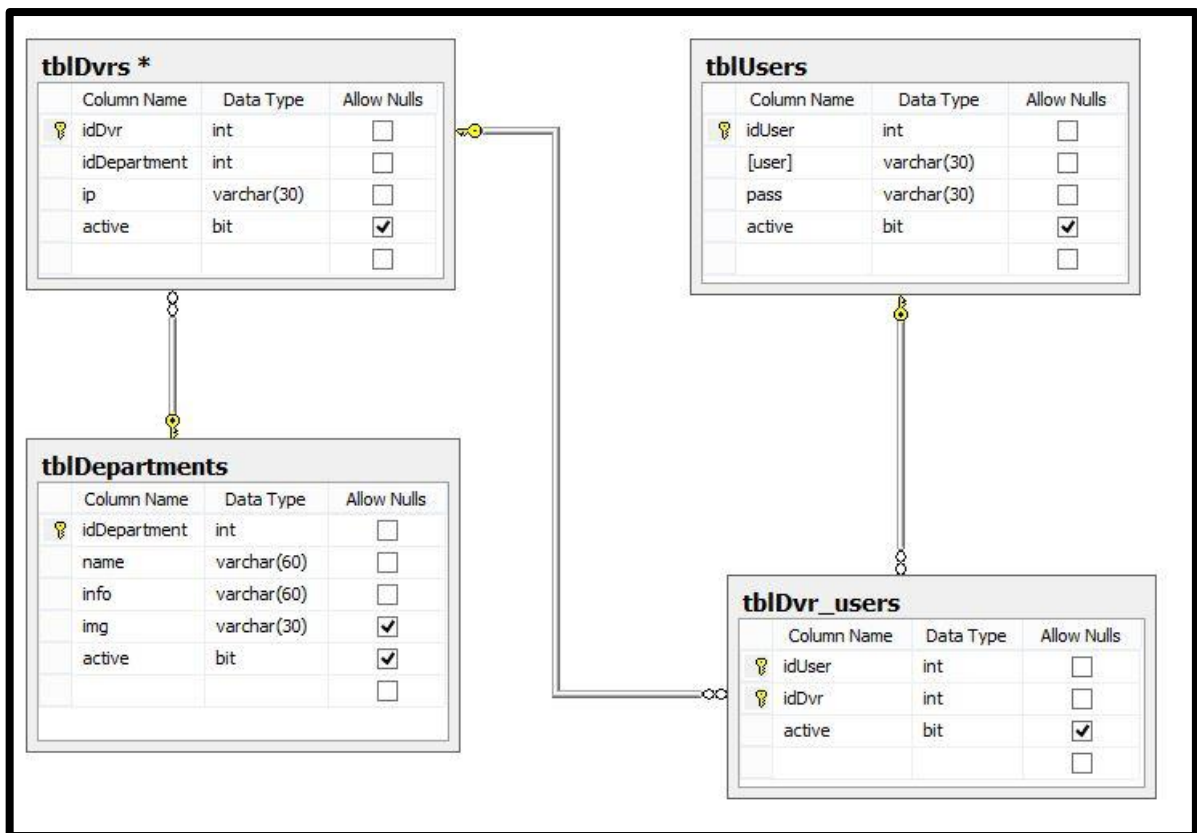 tblDvrs *
Column Name Data Type Allow Nulls
idDvr int
idDepartment int
ip varchar(30)
active bit
tblUsers
Column Name Data Type Allow Nulls
idUser int
[user] varchar(30)
pass varchar(30)
active bit
tblDepartments
Column Name Data Type Allow Nulls
idDepartment int
name varchar(60)
info varchar(60)
img varchar(30)
active bit
tblDvr_users
Column Name Data Type Allow Nulls
idUser int
idDvr int
active bit